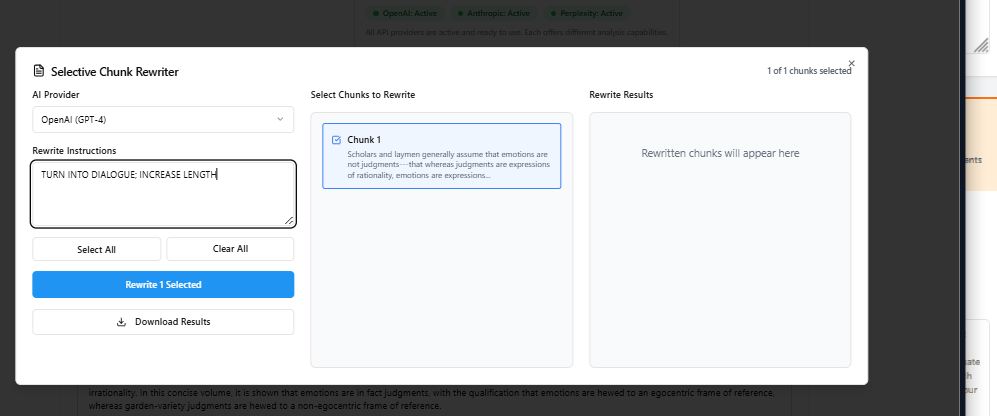 OpenAI: Active
Anthropic: Active
Perplexity: Active
All API providers are active and ready to use. Each offers different analysis capabilities.
Selective Chunk Rewriter
1 of 1 chunks selected
AI Provider
OpenAI (GPT-4)
Rewrite Instructions
TURN INTO DIALOGUE; INCREASE LENGTH
Select All
Clear All
Rewrite 1 Selected
Download Results
Select Chunks to Rewrite
Chunk 1
Scholars and laymen generally assume that emotions are
not judgments---that whereas judgments are expressions
of rationality, emotions are expressions...
Rewrite Results
Rewritten chunks will appear here
irrationality. In this concise volume, it is shown that emotions are in fact judgments, with the qualification that emotions are hewed to an egocentric frame of reference,
whereas garden-variety judgments are hewed to a non-egocentric frame of reference.